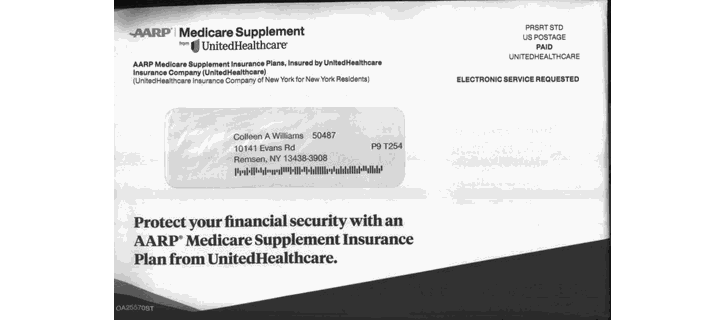 AARP | Medicare Supplement
from UnitedHealthcare
AARP Medicare Supplement Insurance Plans, Insured by UnitedHealthcare
Insurance Company (UnitedHealthcare)
(UnitedHealthcare Insurance Company of New York for New York Residents)
PRSRT STD
US POSTAGE
PAID
UNITEDHEALTHCARE
ELECTRONIC SERVICE REQUESTED
Colleen A Williams 50487
10141 Evans Rd P9 T254
Remsen, NY 13438-3908
Protect your financial security with an
AARP® Medicare Supplement Insurance
Plan from UnitedHealthcare.
OA25570ST